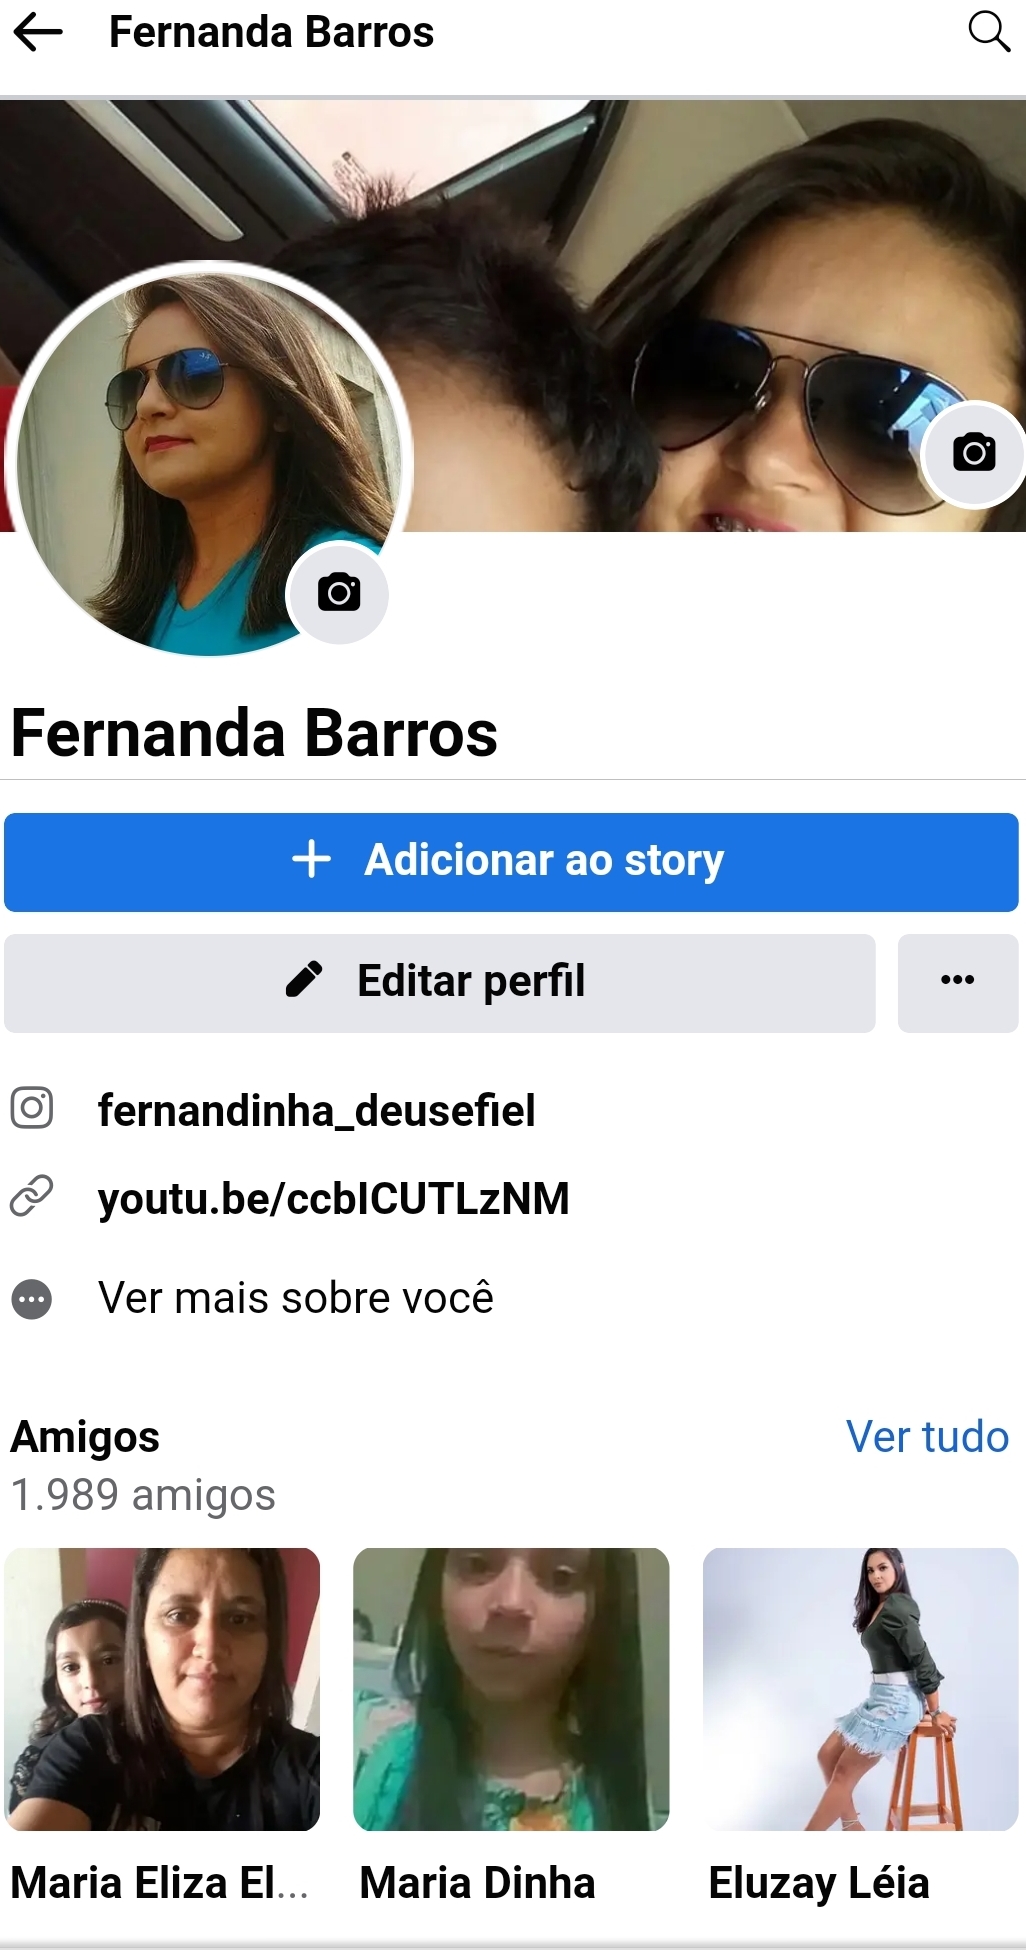 Fernanda Barros
Fernanda Barros
Adicionar ao story
Editar perfil
fernandinha_deusefiel
youtu.be/ccbICUTLzNM
Ver mais sobre você
Amigos
Ver tudo
1.989 amigos
Maria Eliza El...
Maria Dinha
Eluzay Léia